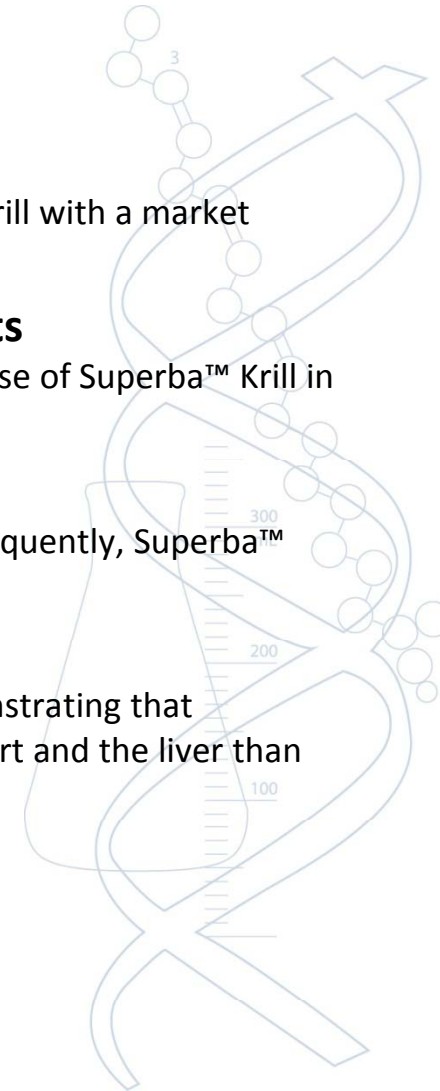 3
rill with a market
ts
se of Superba™ Krill in
300
equently, Superba™
200
nstrating that
rt and the liver than
100